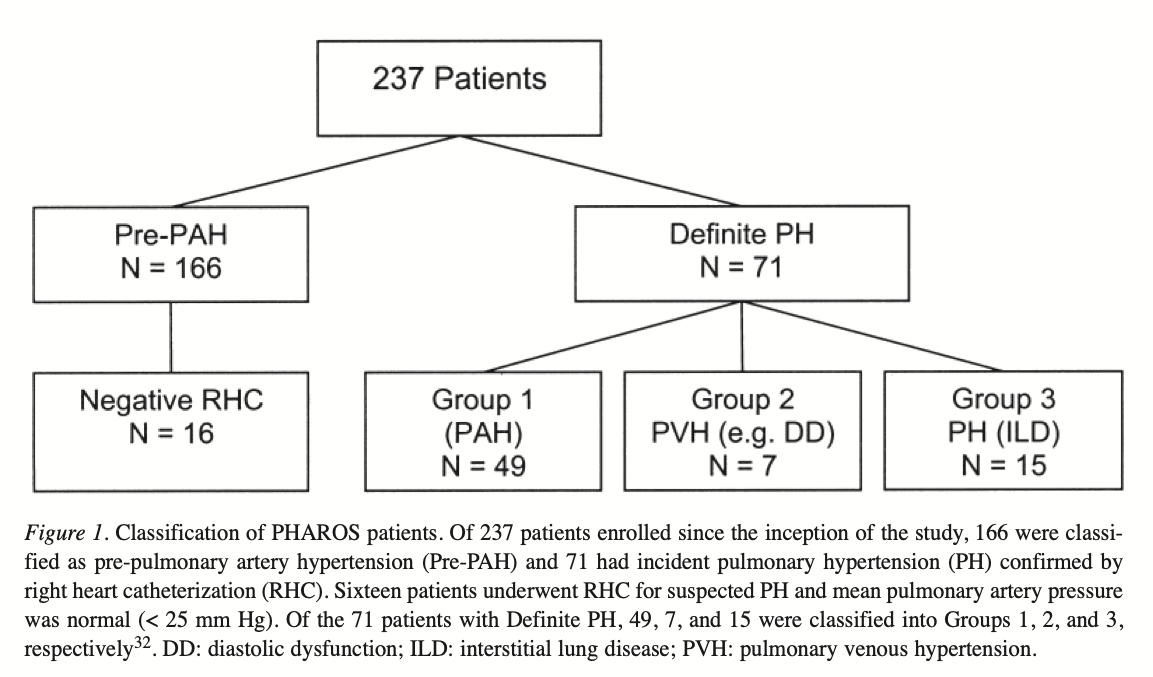 237 Patients
Pre-PAH
N = 166
Definite PH
N = 71
Negative RHC
N = 16
Group 1
(PAH)
N = 49
Group 2
PVH (e.g. DD)
N = 7
Group 3
PH (ILD)
N = 15
Figure 1. Classification of PHAROS patients. Of 237 patients enrolled since the inception of the study, 166 were classi-
fied as pre-pulmonary artery hypertension (Pre-PAH) and 71 had incident pulmonary hypertension (PH) confirmed by
right heart catheterization (RHC). Sixteen patients underwent RHC for suspected PH and mean pulmonary artery pressure
was normal (< 25 mm Hg). Of the 71 patients with Definite PH, 49, 7, and 15 were classified into Groups 1, 2, and 3,
respectively32. DD: diastolic dysfunction; ILD: interstitial lung disease; PVH: pulmonary venous hypertension.